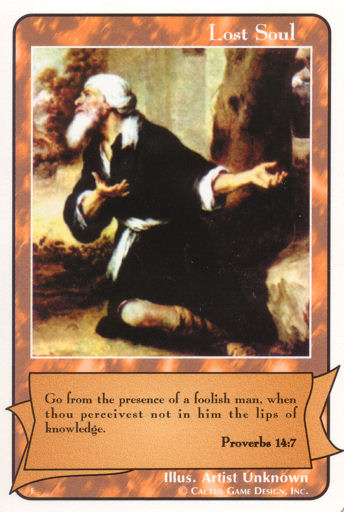 Lost Soul
Go from the presence of a foolish man, when
thou perceivest not in him the lips of
knowledge.
Proverbs 14:7
Illus. Artist Unknown
E © Cactus Game Design, Inc.